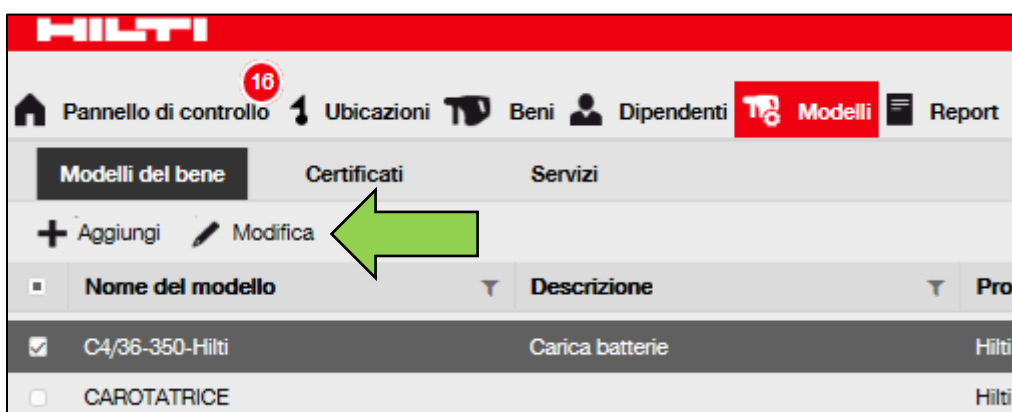 HILTI
16
Pannello di controllo Ubicazioni Beni Dipendenti Modelli Report
Modelli del bene Certificati Servizi
Aggiungi Modifica
Nome del modello Descrizione Pro
C4/36-350-Hilti Carica batterie Hilti
CAROTATRICE Hilti